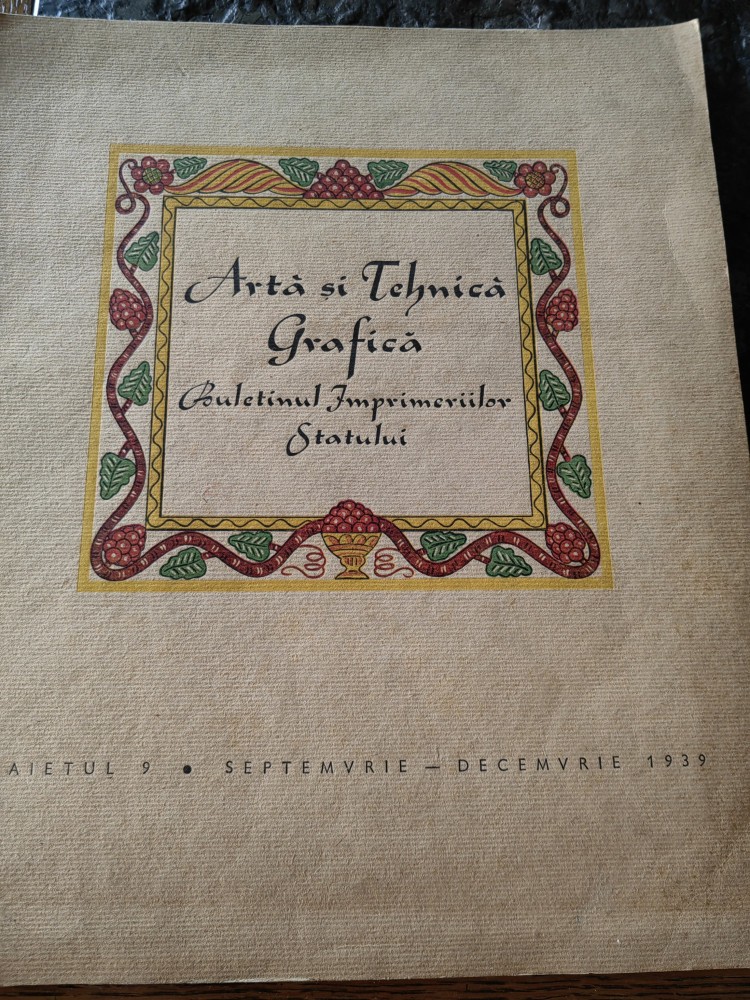 Artă și Tehnică
Grafică
Buletinul Imprimeriilor
Statului
AIETUL 9 • SEPTEMVRIE — DECEMVRIE 1939